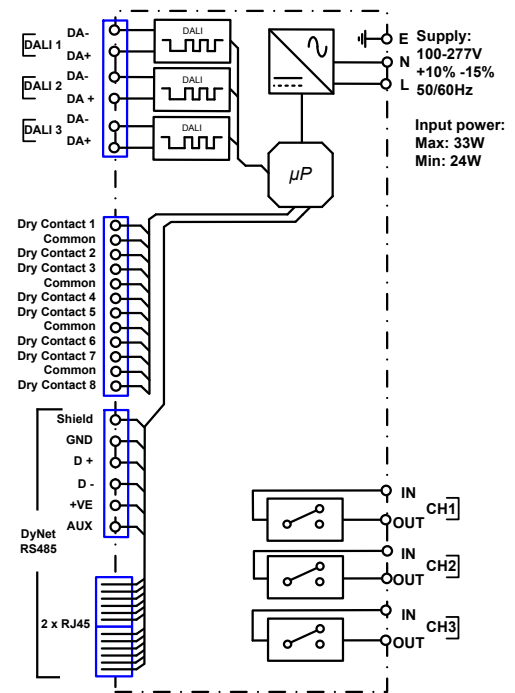 DALI 1
DA-
DA+
DALI 2
DA-
DA +
DALI 3
DA-
DA+
DALI
DALI
DALI
E
N
L
Supply:
100-277V
+10% -15%
50/60Hz
Input power:
Max: 33W
Min: 24W
µP
Dry Contact 1
Common
Dry Contact 2
Dry Contact 3
Common
Dry Contact 4
Dry Contact 5
Common
Dry Contact 6
Dry Contact 7
Common
Dry Contact 8
Shield
GND
D +
D -
+VE
AUX
DyNet
RS485
2 x RJ45
IN
OUT
CH1
IN
OUT
CH2
IN
OUT
CH3